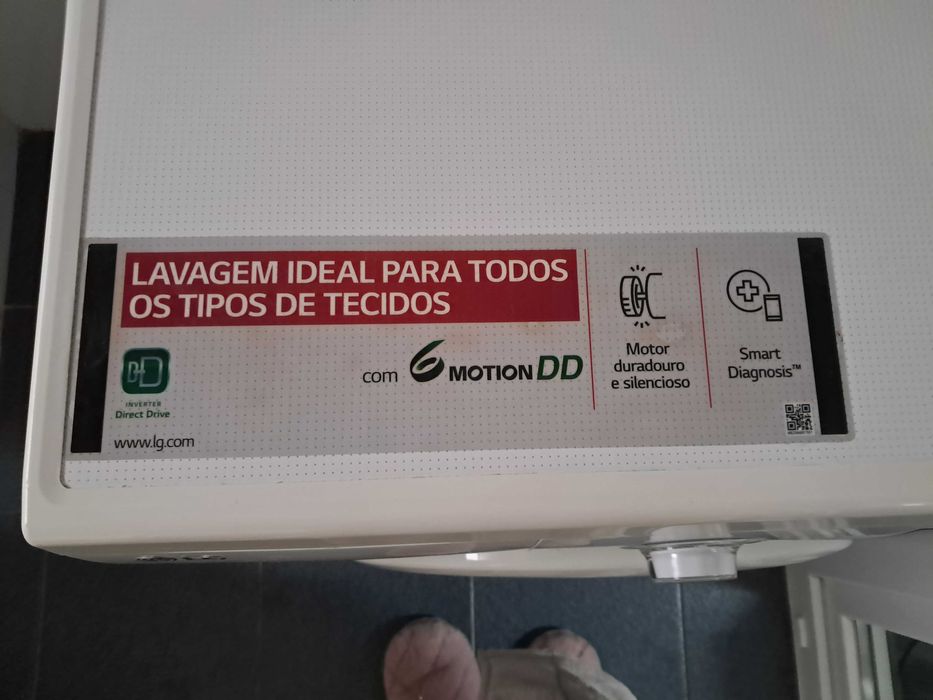 LAVAGEM IDEAL PARA TODOS
OS TIPOS DE TECIDOS
DD
INVERTER
Direct Drive
www.lg.com
com 6 MOTION DD
Motor
duradouro
e silencioso
Smart
Diagnosis™